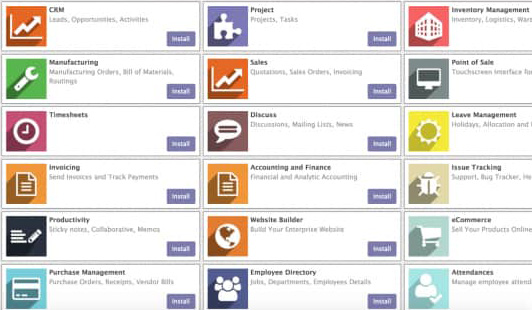 CRM
Leads, Opportunities, Activities
Install
Project
Projects, Tasks
Install
Inventory Management
Inventory, Logistics,
Manufacturing
Manufacturing Orders, Bill of Materials,
Routings
Install
Sales
Quotations, Sales Orders, Invoicing
Install
Point of Sale
Touchscreen Interface for
Timesheets
Install
Discuss
Discussions, Mailing Lists, News
Install
Leave Management
Holidays, Allocation and
Invoicing
Send Invoices and Track Payments
Install
Accounting and Finance
Financial and Analytic Accounting
Install
Issue Tracking
Support, Bug Tracker,
Productivity
Sticky notes, Collaborative, Memos
Install
Website Builder
Build Your Enterprise Website
Install
eCommerce
Sell Your Products Online
Purchase Management
Purchase Orders, Receipts, Vendor Bills
Install
Employee Directory
Jobs, Departments, Employees Details
Install
Attendances
Manage employee